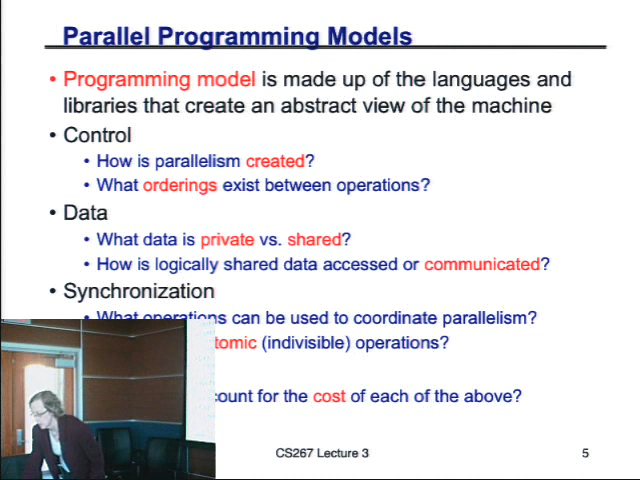 Parallel Programming Models
• Programming model is made up of the languages and
libraries that create an abstract view of the machine
• Control
• How is parallelism created?
• What orderings exist between operations?
• Data
• What data is private vs. shared?
• How is logically shared data accessed or communicated?
• Synchronization
• What operations can be used to coordinate parallelism?
tomic (indivisible) operations?
count for the cost of each of the above?
CS267 Lecture 3
5